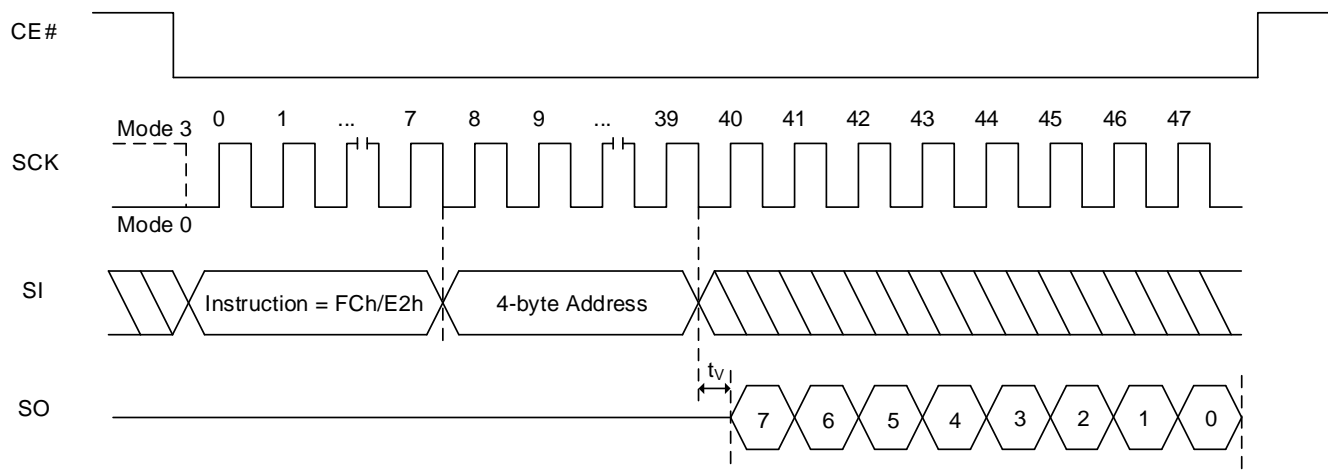 CE#
0 1 ... 7 8 9 ... 39 40 41 42 43 44 45 46 47
Mode 3
SCK
Mode 0
SI
Instruction = FCh/E2h
4-byte Address
tV
SO
7 6 5 4 3 2 1 0